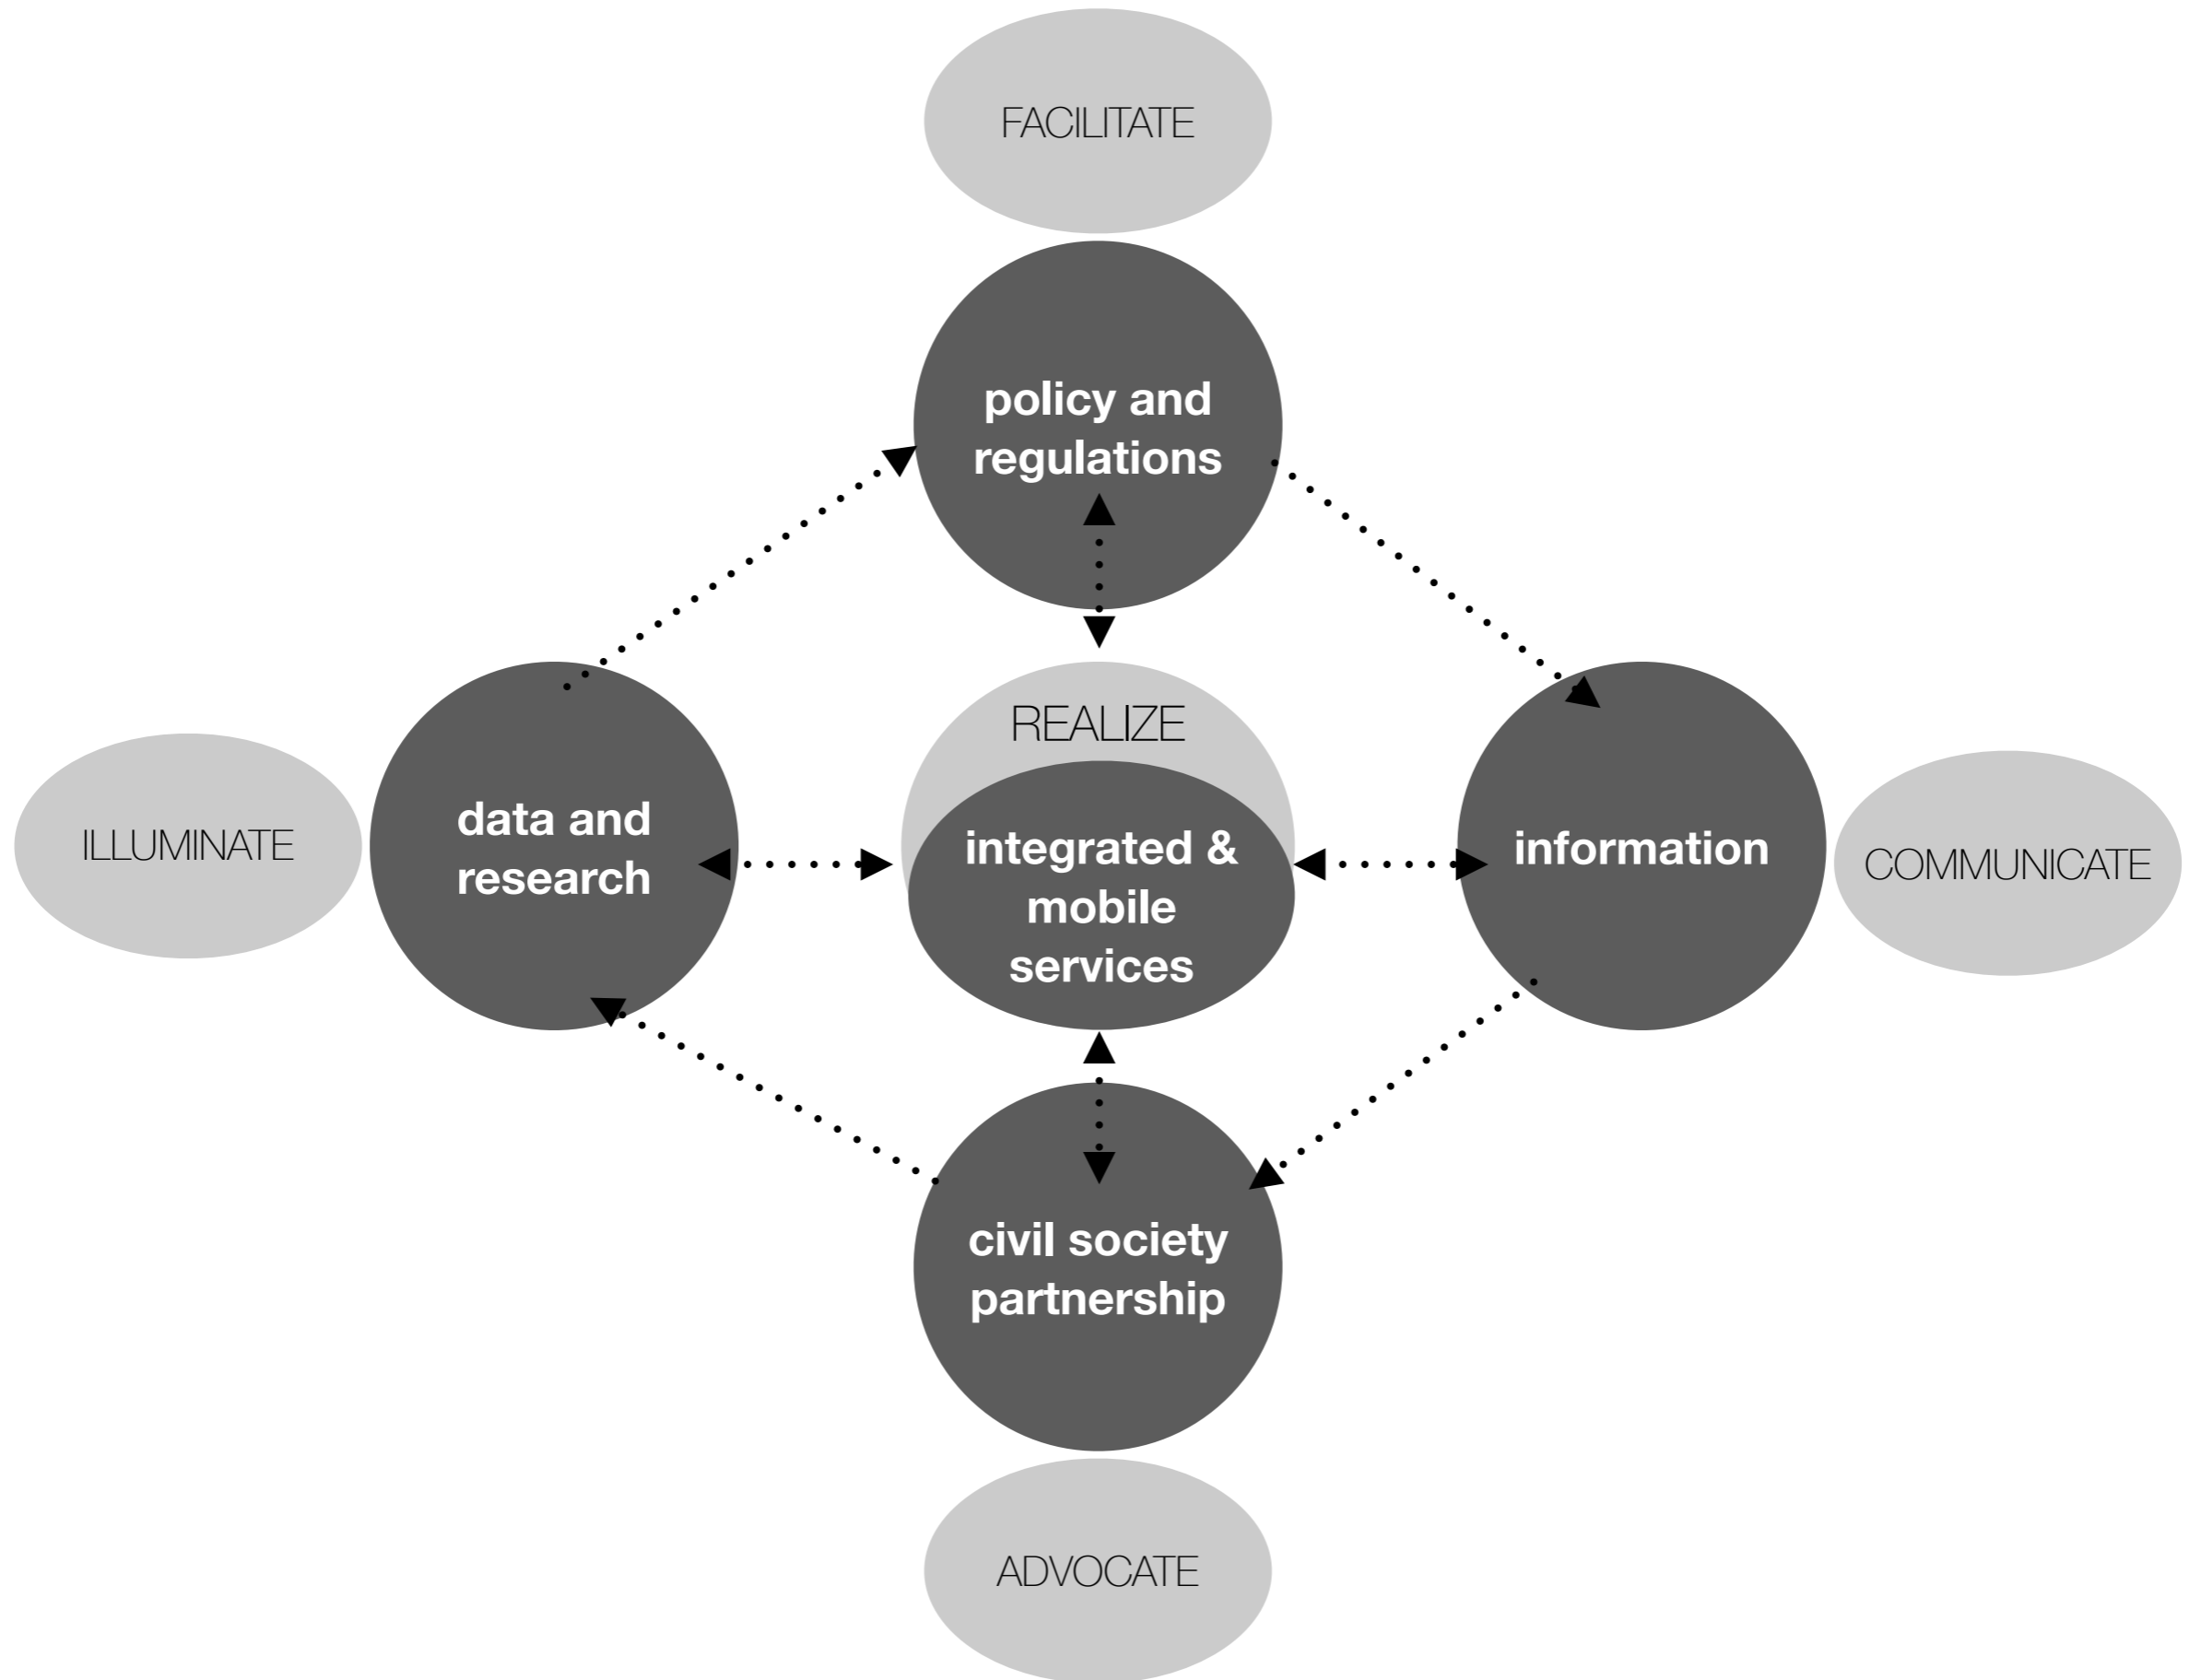 FACILITATE
policy and
regulations
REALIZE
ILLUMINATE
data and
research
integrated &
mobile
services
information
COMMUNICATE
civil society
partnership
ADVOCATE